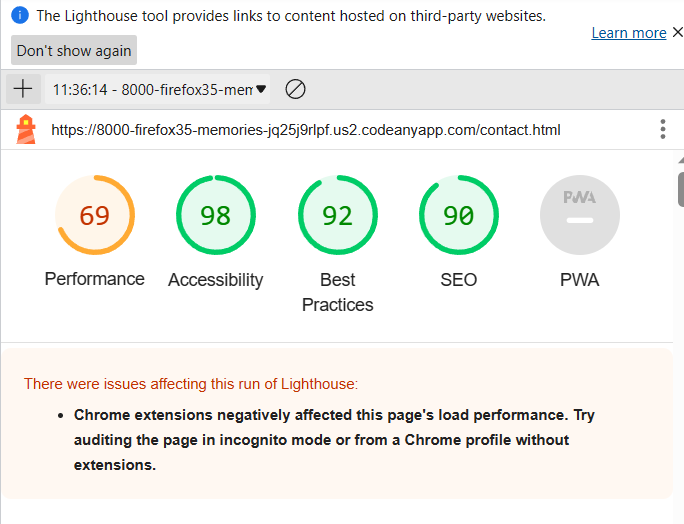 The Lighthouse tool provides links to content hosted on third-party websites.
Learn more
Don't show again
11:36:14 - 8000-firefox35-mem
https://8000-firefox35-memories-jq25j9rlpf.us2.codeanyapp.com/contact.html
69
98
92
90
PWA
Performance
Accessibility
Best
Practices
SEO
PWA
There were issues affecting this run of Lighthouse:
• Chrome extensions negatively affected this page's load performance. Try
auditing the page in incognito mode or from a Chrome profile without
extensions.